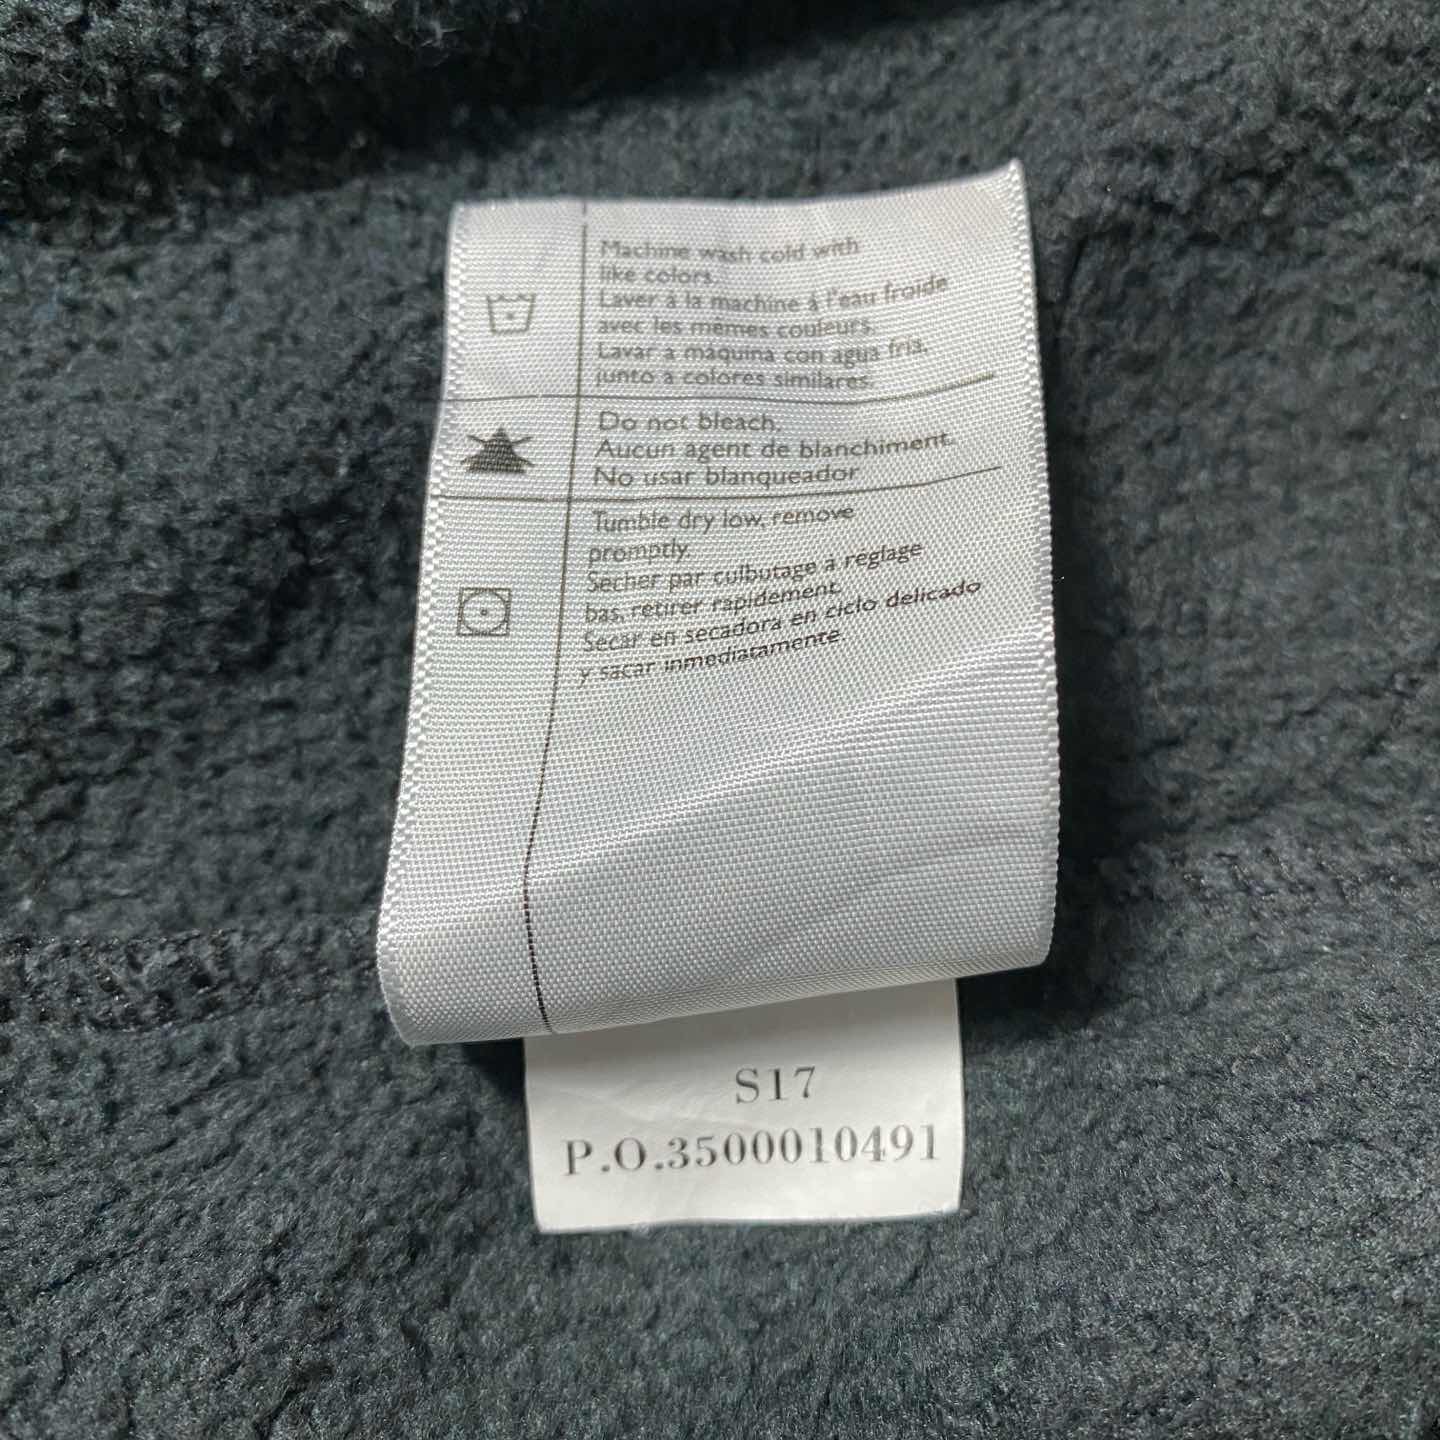 Machine wash cold with
like colors.
Laver à la machine à l'eau froide
avec les mêmes couleurs.
Lavar a máquina con agua fría,
junto a colores similares.
Do not bleach.
Aucun agent de blanchiment.
No usar blanqueador
Tumble dry low, remove
promptly.
Secher par culbutage à réglage
bas, retirer rapidement.
Secar en secadora en ciclo delicado
y sacar inmediatamente.
S17
P.O.3500010491